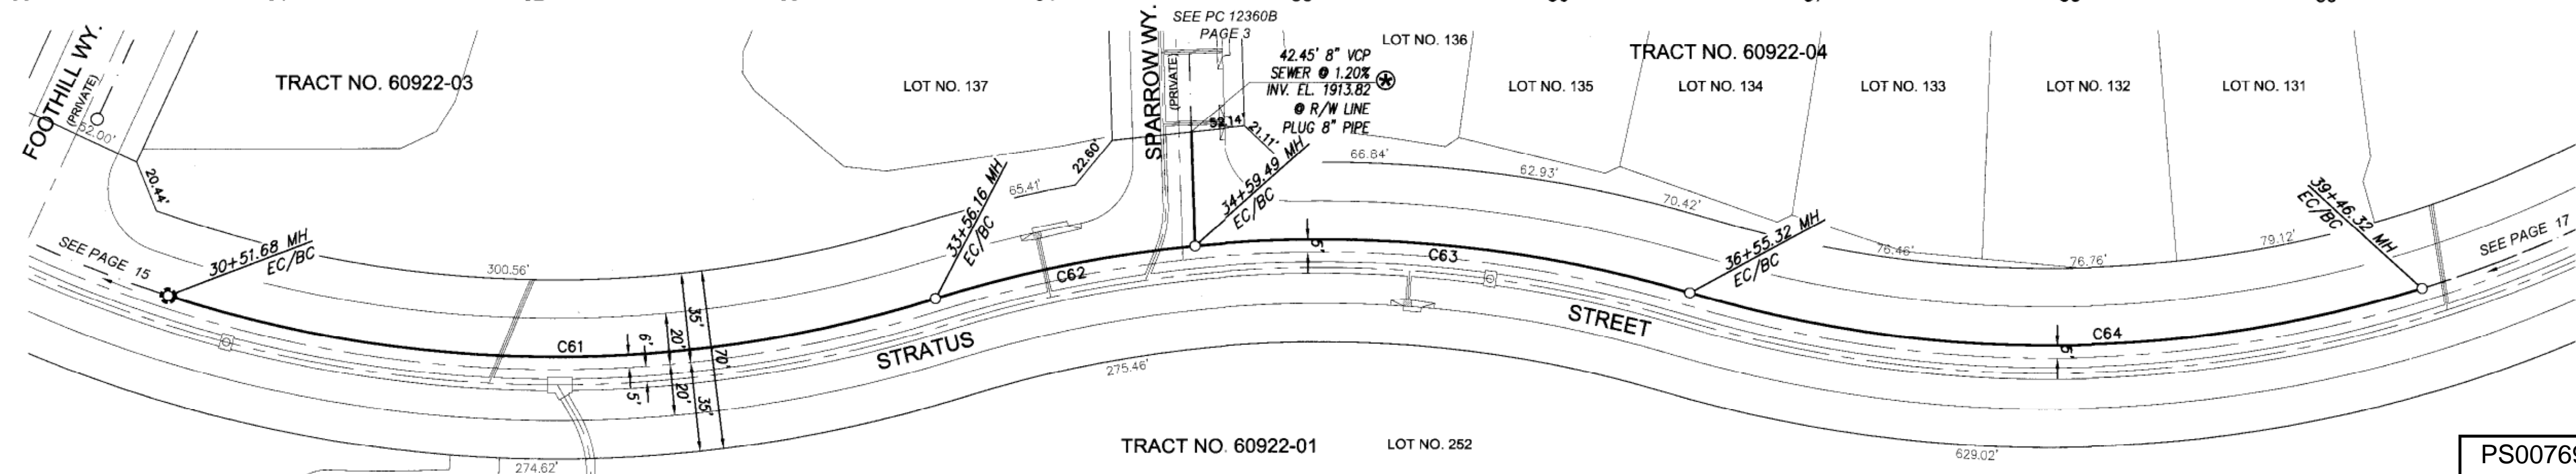 SEE PC 12360B
PAGE 3
FOOTHILL WY.
(PRIVATE)
52.00'
TRACT NO. 60922-03
LOT NO. 137
SPARROW WY.
(PRIVATE)
42.45' 8" VCP
SEWER @ 1.20%
INV. EL. 1913.82
@ R/W LINE
PLUG 8" PIPE
LOT NO. 136
TRACT NO. 60922-04
LOT NO. 135
LOT NO. 134
LOT NO. 133
LOT NO. 132
LOT NO. 131
20.44'
SEE PAGE 15
30+51.68 MH
EC/BC
300.56'
33+56.16 MH
EC/BC
65.41'
22.60'
52.14'
21.11'
34+59.49 MH
EC/BC
66.84'
62.93'
70.42'
36+55.32 MH
EC/BC
76.46'
76.76'
79.12'
39+46.32 MH
EC/BC
SEE PAGE 17
C61
C62
C63
C64
6'
5'
20'
20'
35'
35'
70'
5'
5'
STRATUS
STREET
275.46'
274.62'
TRACT NO. 60922-01
LOT NO. 252
629.02'